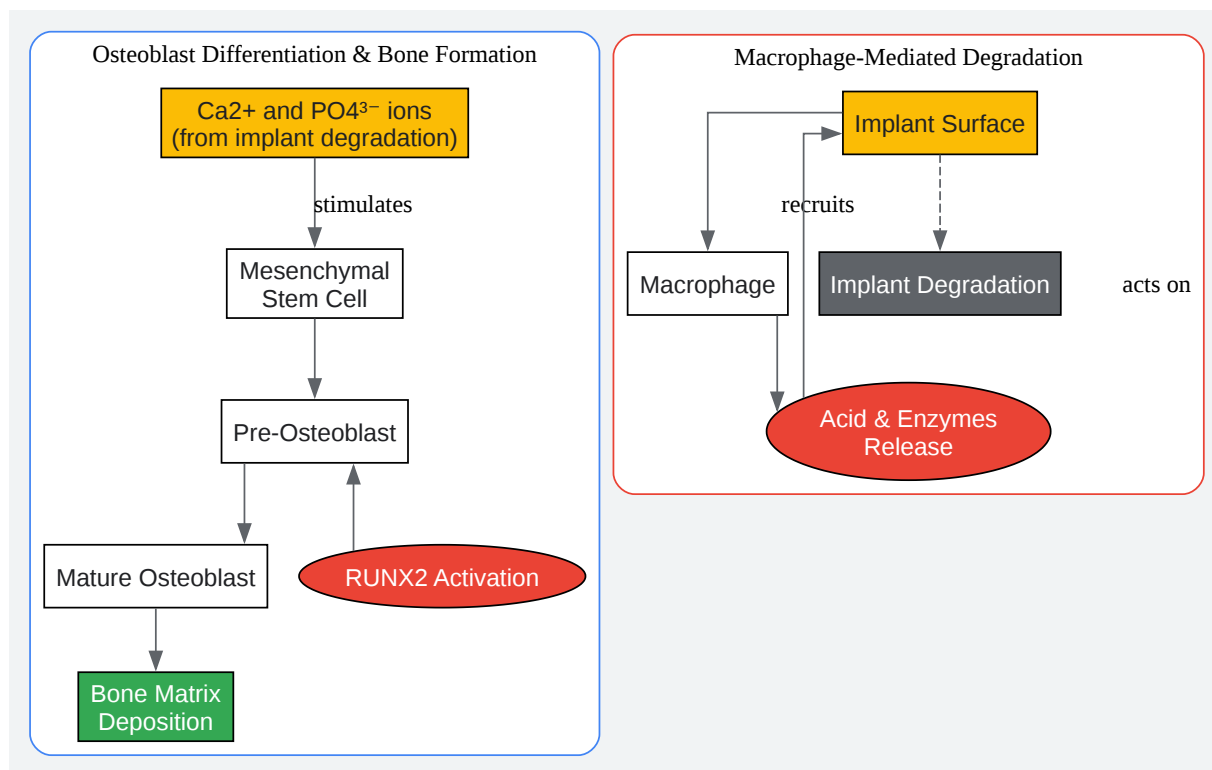 Osteoblast Differentiation & Bone Formation
Ca2+ and PO4³⁻ ions
(from implant degradation)
stimulates
Mesenchymal
Stem Cell
Pre-Osteoblast
Mature Osteoblast
RUNX2 Activation
Bone Matrix
Deposition
Macrophage-Mediated Degradation
Implant Surface
recruits
Macrophage
Implant Degradation
acts on
Acid & Enzymes
Release